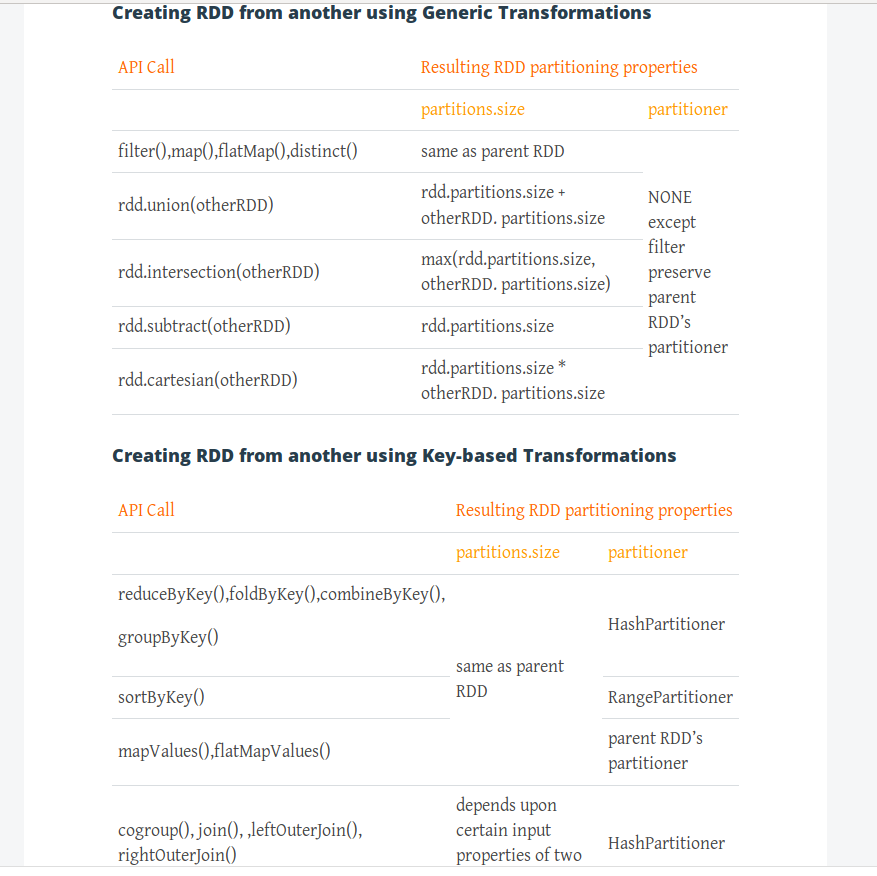 Creating RDD from another using Generic Transformations
API Call
Resulting RDD partitioning properties
partitions.size
partitioner
filter(),map(),flatMap(),distinct()
same as parent RDD
rdd.union(otherRDD)
rdd.partitions.size +
otherRDD. partitions.size
rdd.intersection(otherRDD)
max(rdd.partitions.size,
otherRDD. partitions.size)
rdd.subtract(otherRDD)
rdd.partitions.size
rdd.cartesian(otherRDD)
rdd.partitions.size *
otherRDD. partitions.size
NONE
except
filter
preserve
parent
RDD’s
partitioner
Creating RDD from another using Key-based Transformations
API Call
Resulting RDD partitioning properties
partitions.size
partitioner
reduceByKey(),foldByKey(),combineByKey(),
groupByKey()
same as parent
RDD
HashPartitioner
sortByKey()
RangePartitioner
mapValues(),flatMapValues()
parent RDD’s
partitioner
cogroup(), join(), ,leftOuterJoin(),
rightOuterJoin()
depends upon
certain input
properties of two
HashPartitioner